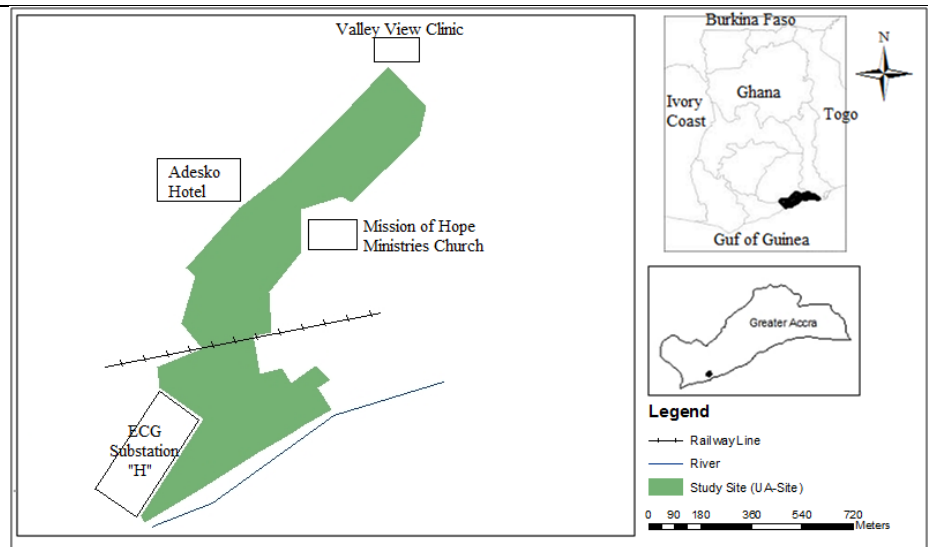 Valley View Clinic
Adesko
Hotel
Mission of Hope
Ministries Church
ECG
Substation
"H"
Burkina Faso
N
Ivory
Coast
Ghana
Togo
Guf of Guinea
Greater Accra
Legend
Railway Line
River
Study Site (UA-Site)
0 90 180 360 540 720
Meters